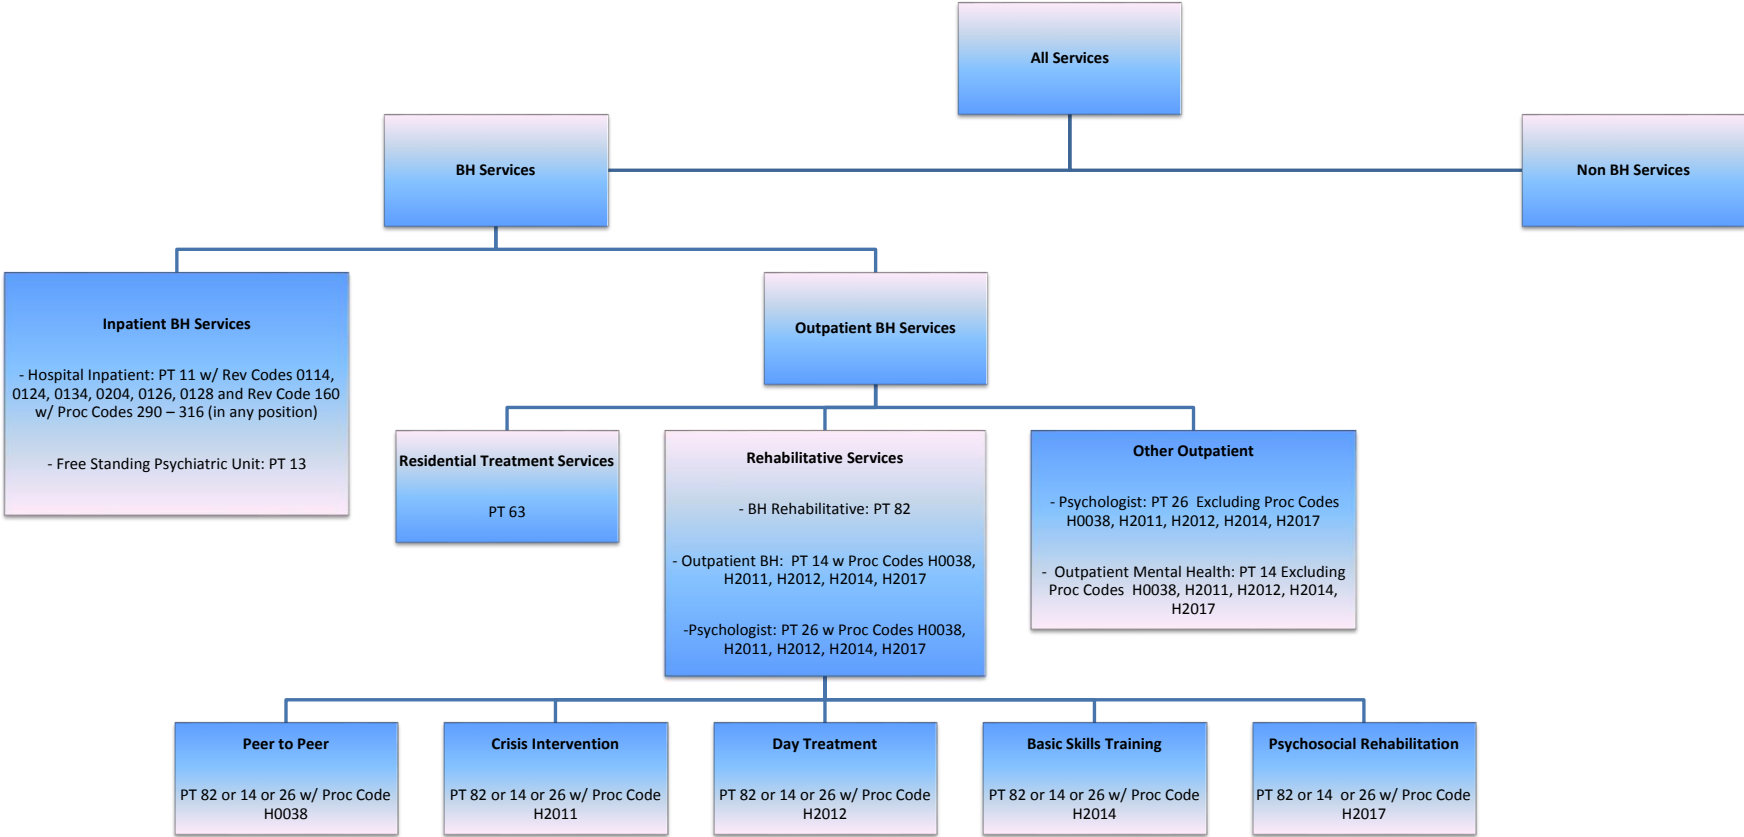 All Services
BH Services
Non BH Services
Inpatient BH Services
- Hospital Inpatient: PT 11 w/ Rev Codes 0114,
0124, 0134, 0204, 0126, 0128 and Rev Code 160
w/ Proc Codes 290 – 316 (in any position)
- Free Standing Psychiatric Unit: PT 13
Outpatient BH Services
Residential Treatment Services
PT 63
Rehabilitative Services
- BH Rehabilitative: PT 82
- Outpatient BH: PT 14 w Proc Codes H0038,
H2011, H2012, H2014, H2017
-Psychologist: PT 26 w Proc Codes H0038,
H2011, H2012, H2014, H2017
Other Outpatient
- Psychologist: PT 26 Excluding Proc Codes
H0038, H2011, H2012, H2014, H2017
- Outpatient Mental Health: PT 14 Excluding
Proc Codes H0038, H2011, H2012, H2014,
H2017
Peer to Peer
PT 82 or 14 or 26 w/ Proc Code
H0038
Crisis Intervention
PT 82 or 14 or 26 w/ Proc Code
H2011
Day Treatment
PT 82 or 14 or 26 w/ Proc Code
H2012
Basic Skills Training
PT 82 or 14 or 26 w/ Proc Code
H2014
Psychosocial Rehabilitation
PT 82 or 14 or 26 w/ Proc Code
H2017